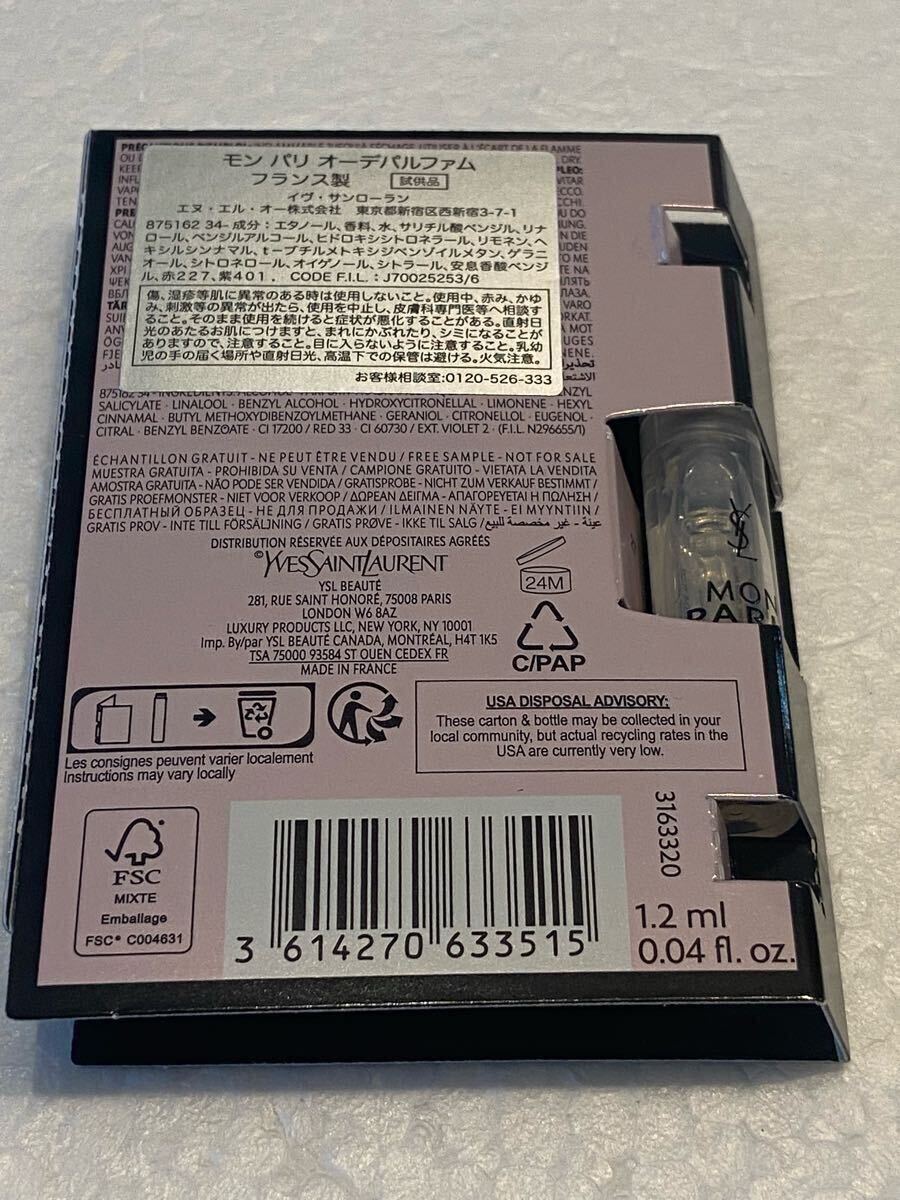 モン パリ オーデパルファム
フランス製 試供品
イヴ・サンローラン
エヌ・エル・オー株式会社 東京都新宿区西新宿3-7-1
875162 34- 成分：エタノール、香料、水、サリチル酸ベンジル、リナ
ロール、ベンジルアルコール、ヒドロキシシトロネラール、リモネン、ヘ
キシルシンナマル、t-ブチルメトキシジベンゾイルメタン、ゲラニ
オール、シトロネロール、オイゲノール、シトラール、安息香酸ベンジ
ル、赤227、紫401. CODE F.I.L. : J70025253/6
傷、湿疹等肌に異常のある時は使用しないこと。使用中、赤み、かゆ
み、刺激等の異常が出たら、使用を中止し、皮膚科専門医等へ相談す
ること。そのまま使用を続けると症状が悪化することがある。直射日
光のあたるお肌につけますと、まれにかぶれたり、シミになることが
ありますので、注意すること。目に入らないように注意すること。乳幼
児の手の届く場所や直射日光、高温下での保管は避ける。火気注意。
お客様相談室:0120-526-333
SALICYLATE · LINALOOL · BENZYL ALCOHOL · HYDROXYCITRONELLAL · LIMONENE · HEXYL
CINNAMAL · BUTYL METHOXYDIBENZOYLMETHANE · GERANIOL · CITRONELLOL · EUGENOL ·
CITRAL · BENZYL BENZOATE · CI 17200 / RED 33 · CI 60730 / EXT. VIOLET 2 · (F.I.L. N296655/1)
ÉCHANTILLON GRATUIT - NE PEUT ÊTRE VENDU / FREE SAMPLE - NOT FOR SALE
MUESTRA GRATUITA - PROHIBIDA SU VENTA / CAMPIONE GRATUITO - VIETATA LA VENDITA
AMOSTRA GRATUITA - NÃO PODE SER VENDIDA / GRATISPROBE - NICHT ZUM VERKAUF BESTIMMT /
GRATIS PROEFMONSTER - NIET VOOR VERKOOP / ΔΩΡΕΑΝ ΔΕΙΓΜΑ - ΑΠΑΓΟΡΕΥΕΤΑΙ Η ΠΩΛΗΣΗ /
БЕСПЛАТНЫЙ ОБРАЗЕЦ - НЕ ДЛЯ ПРОДАЖИ / ILMAINEN NÄYTE - EI MYYNTIIN /
GRATIS PROV - INTE TILL FÖRSÄLJNING / GRATIS PRØVE - IKKE TIL SALG / عينة - غير مخصصة للبيع
DISTRIBUTION RÉSERVÉE AUX DÉPOSITAIRES AGRÉÉS
©YVESSAINTLAURENT
YSL BEAUTÉ
281, RUE SAINT HONORÉ, 75008 PARIS
LONDON W6 8AZ
LUXURY PRODUCTS LLC, NEW YORK, NY 10001
Imp. By/par YSL BEAUTÉ CANADA, MONTRÉAL, H4T 1K5
TSA 75000 93584 ST OUEN CEDEX FR
MADE IN FRANCE
24M
C/PAP
YSL
MON
PARI
Les consignes peuvent varier localement
Instructions may vary locally
USA DISPOSAL ADVISORY:
These carton & bottle may be collected in your
local community, but actual recycling rates in the
USA are currently very low.
FSC
MIXTE
Emballage
FSC® C004631
3 614270 633515
3163320
1.2 ml
0.04 fl. oz.